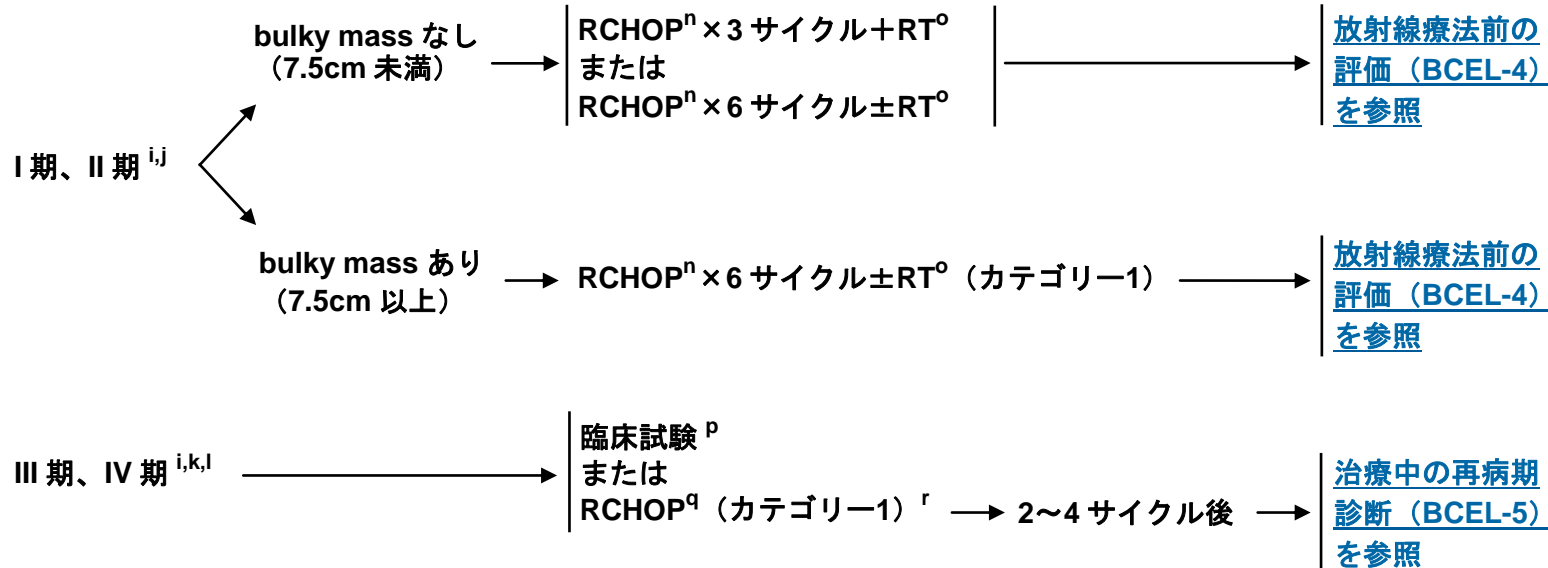 bulky mass なし
（7.5cm 未満）
RCHOPⁿ×3 サイクル＋RTᵒ
または
RCHOPⁿ×6 サイクル±RTᵒ
放射線療法前の
評価（BCEL-4）
を参照
I 期、II 期 i,j
bulky mass あり
（7.5cm 以上）
RCHOPⁿ×6 サイクル±RTᵒ（カテゴリー1）
放射線療法前の
評価（BCEL-4）
を参照
III 期、IV 期 i,k,l
臨床試験 p
または
RCHOP^q（カテゴリー1）r
2～4 サイクル後
治療中の再病期
診断（BCEL-5）
を参照